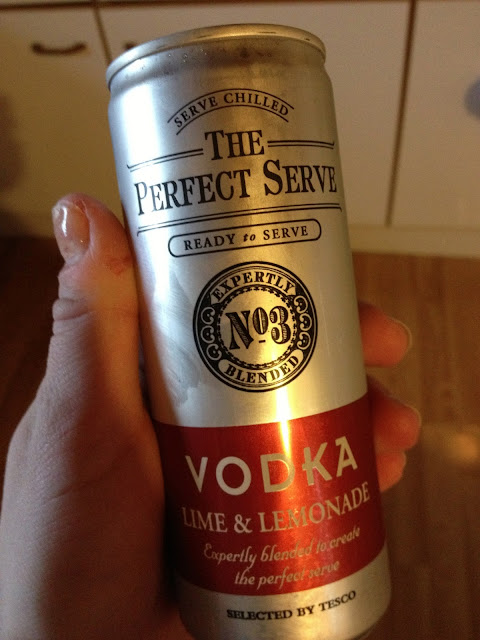 SERVE CHILLED
THE
PERFECT SERVE
READY to SERVE
EXPERTLY
No3
BLENDED
VODKA
LIME & LEMONADE
Expertly blended to create
the perfect serve
SELECTED BY TESCO